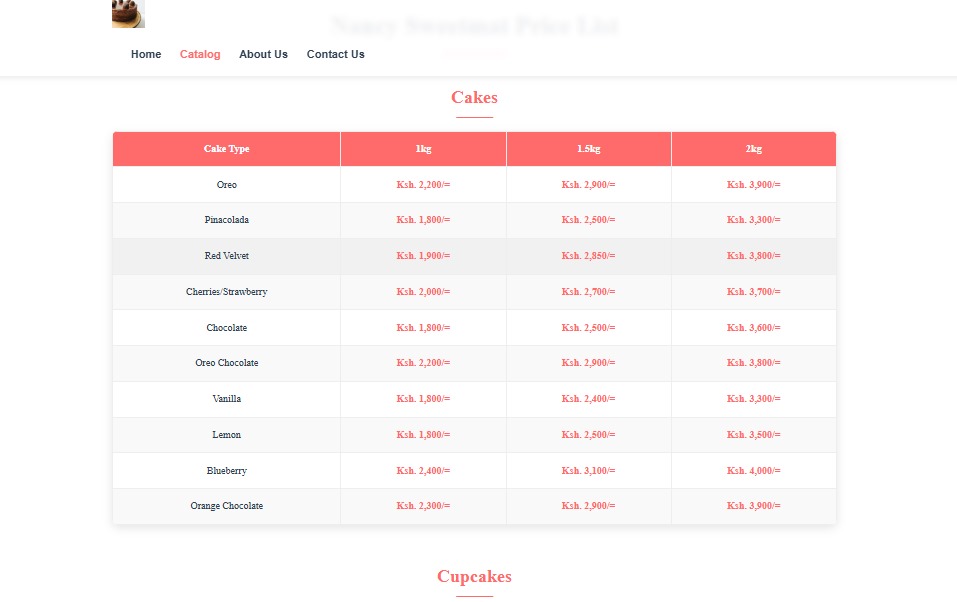 Nancy Sweetmat Price List
Home Catalog About Us Contact Us
Cakes
Cake Type 1kg 1.5kg 2kg
Oreo Ksh. 2,200/= Ksh. 2,900/= Ksh. 3,900/=
Pinacolada Ksh. 1,800/= Ksh. 2,500/= Ksh. 3,300/=
Red Velvet Ksh. 1,900/= Ksh. 2,850/= Ksh. 3,800/=
Cherries/Strawberry Ksh. 2,000/= Ksh. 2,700/= Ksh. 3,700/=
Chocolate Ksh. 1,800/= Ksh. 2,500/= Ksh. 3,600/=
Oreo Chocolate Ksh. 2,200/= Ksh. 2,900/= Ksh. 3,800/=
Vanilla Ksh. 1,800/= Ksh. 2,400/= Ksh. 3,300/=
Lemon Ksh. 1,800/= Ksh. 2,500/= Ksh. 3,500/=
Blueberry Ksh. 2,400/= Ksh. 3,100/= Ksh. 4,000/=
Orange Chocolate Ksh. 2,300/= Ksh. 2,900/= Ksh. 3,900/=
Cupcakes